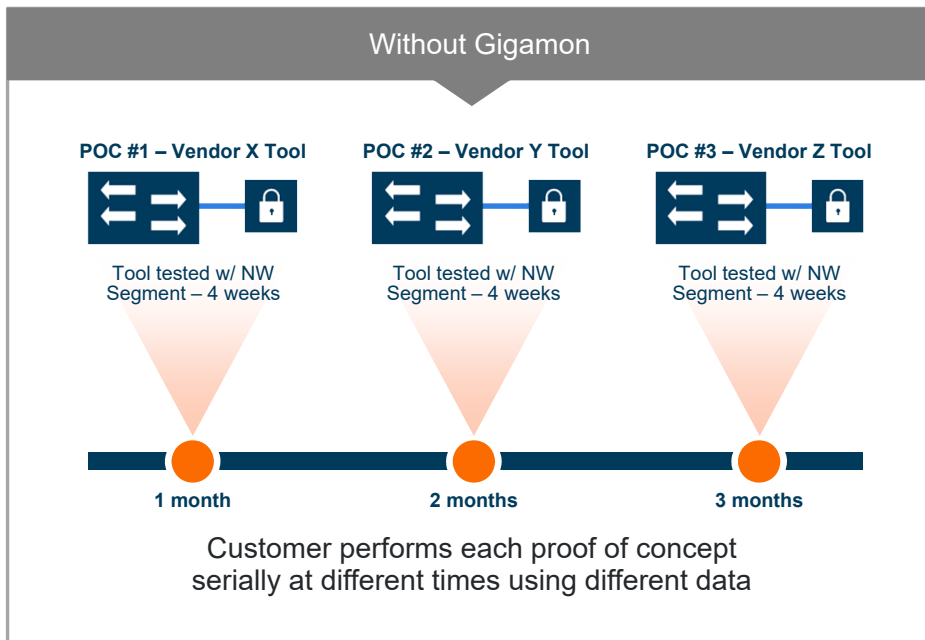 Without Gigamon
POC #1 – Vendor X Tool
Tool tested w/ NW
Segment – 4 weeks
POC #2 – Vendor Y Tool
Tool tested w/ NW
Segment – 4 weeks
POC #3 – Vendor Z Tool
Tool tested w/ NW
Segment – 4 weeks
1 month
2 months
3 months
Customer performs each proof of concept
serially at different times using different data